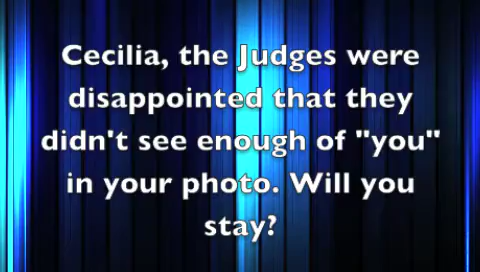 Cecilia, the Judges were
disappointed that they
didn't see enough of "you"
in your photo. Will you
stay?